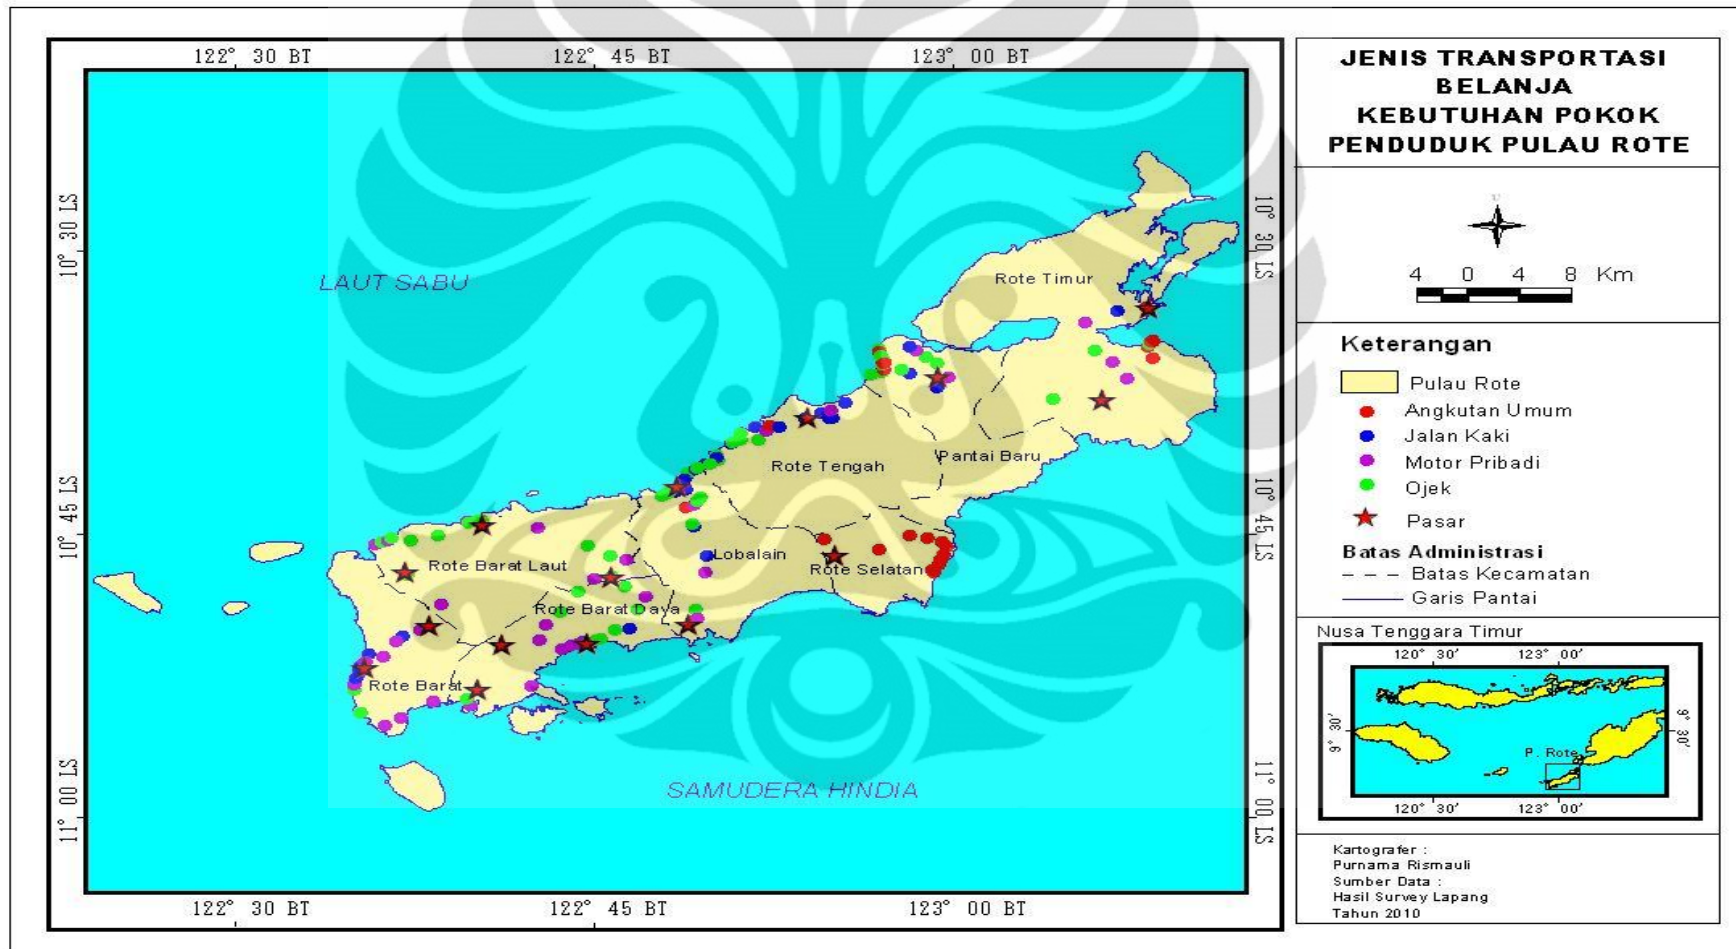 122° 30 BT
122° 45 BT
123° 00 BT
10° 30 LS
10° 30 LS
LAUT SABU
Rote Timur
Rote Tengah
Pantai Baru
10° 45 LS
10° 45 LS
Lobalain
Rote Selatan
Rote Barat Laut
Rote Barat Daya
Rote Barat
SAMUDERA HINDIA
11° 00 LS
11° 00 LS
122° 30 BT
122° 45 BT
123° 00 BT
JENIS TRANSPORTASI
BELANJA
KEBUTUHAN POKOK
PENDUDUK PULAU ROTE
U
4 0 4 8 Km
Keterangan
Pulau Rote
Angkutan Umum
Jalan Kaki
Motor Pribadi
Ojek
Pasar
Batas Administrasi
Batas Kecamatan
Garis Pantai
Nusa Tenggara Timur
120° 30′ 123° 00′
9° 30′
9° 30′
P. Rote
120° 30′ 123° 00′
Kartografer :
Purnama Rismauli
Sumber Data :
Hasil Survey Lapang
Tahun 2010